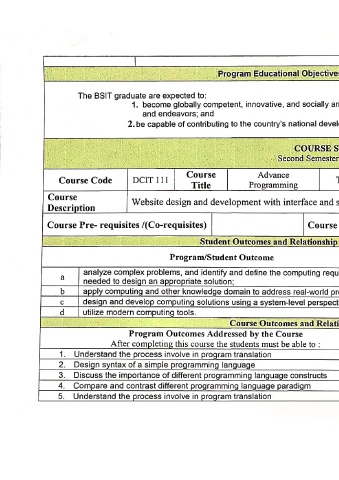 Program Educational Objective
The BSIT graduate are expected to:
1. become globally competent, innovative, and socially an
and endeavors; and
2. be capable of contributing to the country's national devel
COURSE S
Second Semester
Course Code DCIT 111 Course Title Advance Programming
Course Description Website design and development with interface and s
Course Pre- requisites /(Co-requisites) Course
Student Outcomes and Relationship
Program/Student Outcome
a analyze complex problems, and identify and define the computing requ
needed to design an appropriate solution;
b apply computing and other knowledge domain to address real-world pr
c design and develop computing solutions using a system-level perspect
d utilize modern computing tools.
Course Outcomes and Relati
Program Outcomes Addressed by the Course
After completing this course the students must be able to :
1. Understand the process involve in program translation
2. Design syntax of a simple programming language
3. Discuss the importance of different programming language constructs
4. Compare and contrast different programming language paradigm
5. Understand the process involve in program translation